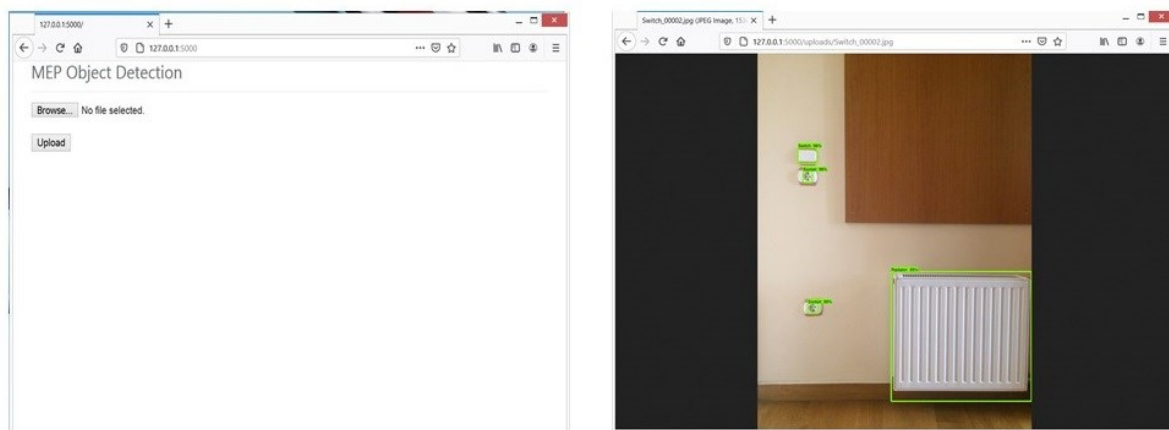 127.0.0.1:5000/
127.0.0.1:5000
MEP Object Detection
Browse... No file selected.
Upload
Switch_00002.jpg (JPEG Image, 153
127.0.0.1:5000/uploads/Switch_00002.jpg